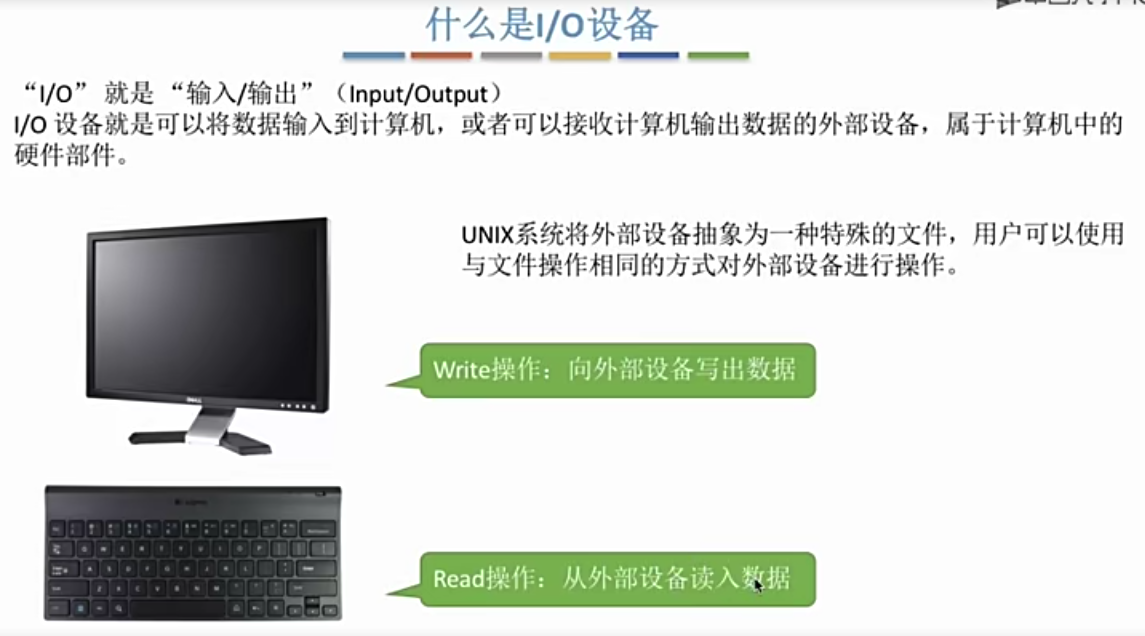 什么是I/O设备
“I/O” 就是 “输入/输出” （Input/Output）
I/O 设备就是可以将数据输入到计算机，或者可以接收计算机输出数据的外部设备，属于计算机中的
硬件部件。
UNIX系统将外部设备抽象为一种特殊的文件，用户可以使用
与文件操作相同的方式对外部设备进行操作。
Write操作：向外部设备写出数据
DELL
Read操作：从外部设备读入数据